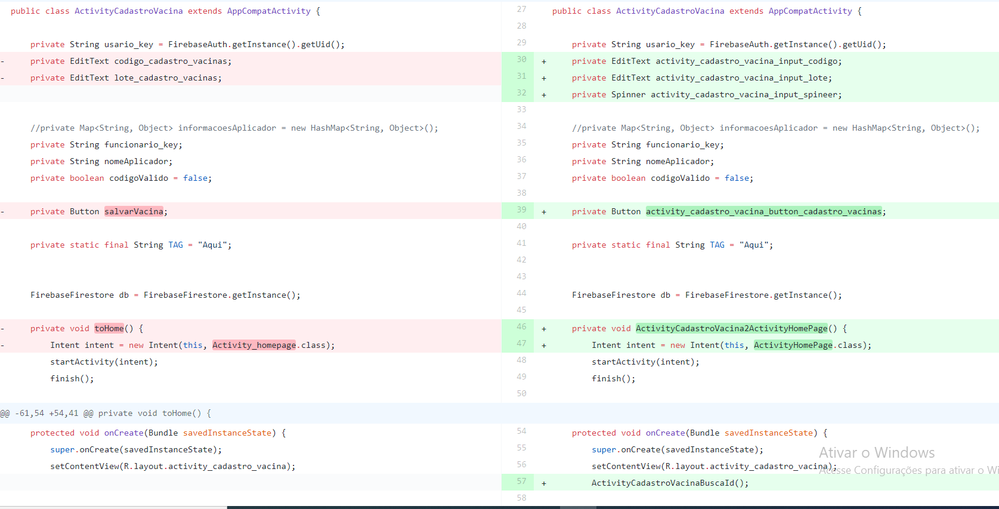 public class ActivityCadastroVacina extends AppCompatActivity {
private String usario_key = FirebaseAuth.getInstance().getUid();
- private EditText codigo_cadastro_vacinas;
- private EditText lote_cadastro_vacinas;
//private Map<String, Object> informacoesAplicador = new HashMap<String, Object>();
private String funcionario_key;
private String nomeAplicador;
private boolean codigoValido = false;
- private Button salvarVacina;
private static final String TAG = "Aqui";
FirebaseFirestore db = FirebaseFirestore.getInstance();
- private void toHome() {
- Intent intent = new Intent(this, Activity_homepage.class);
startActivity(intent);
finish();
@@ -61,54 +54,41 @@ private void toHome() {
protected void onCreate(Bundle savedInstanceState) {
super.onCreate(savedInstanceState);
setContentView(R.layout.activity_cadastro_vacina);
27 public class ActivityCadastroVacina extends AppCompatActivity {
28
29 private String usario_key = FirebaseAuth.getInstance().getUid();
30 + private EditText activity_cadastro_vacina_input_codigo;
31 + private EditText activity_cadastro_vacina_input_lote;
32 + private Spinner activity_cadastro_vacina_input_spineer;
33
34 //private Map<String, Object> informacoesAplicador = new HashMap<String, Object>();
35 private String funcionario_key;
36 private String nomeAplicador;
37 private boolean codigoValido = false;
38
39 + private Button activity_cadastro_vacina_button_cadastro_vacinas;
40
41 private static final String TAG = "Aqui";
42
43
44 FirebaseFirestore db = FirebaseFirestore.getInstance();
45
46 + private void ActivityCadastroVacina2ActivityHomePage() {
47 + Intent intent = new Intent(this, ActivityHomePage.class);
48 startActivity(intent);
49 finish();
50
54 protected void onCreate(Bundle savedInstanceState) {
55 super.onCreate(savedInstanceState);
56 setContentView(R.layout.activity_cadastro_vacina);
57 + ActivityCadastroVacinaBuscaId();
58
Ativar o Windows
Acesse Configurações para ativar o Wi